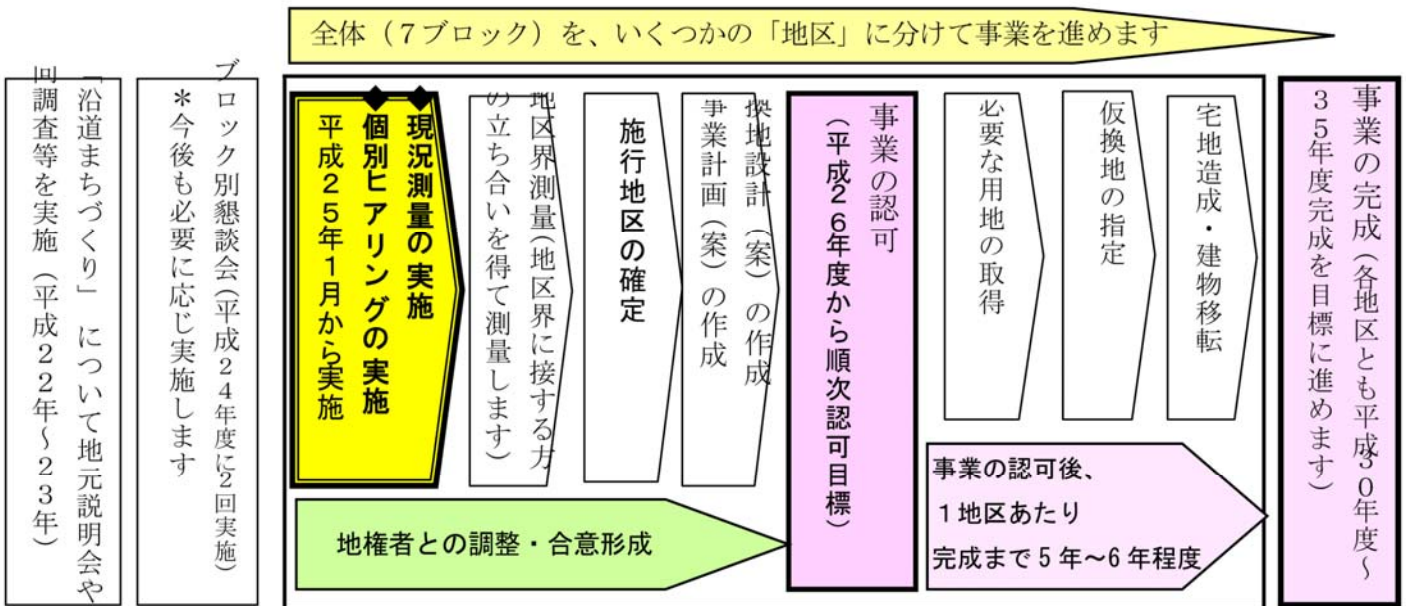 全体（７ブロック）を、いくつかの「地区」に分けて事業を進めます
「沿道まちづくり」について地元説明会や
回調査等を実施（平成２２年～２３年）
ブロック別懇談会（平成２４年度に２回実施）
＊今後も必要に応じ実施します
◆現況測量の実施
◆個別ヒアリングの実施
平成２５年１月から実施
地区界測量（地区界に接する方
の立ち合いを得て測量します）
施行地区の確定
換地設計（案）の作成
事業計画（案）の作成
事業の認可
（平成２６年度から順次認可目標）
必要な用地の取得
仮換地の指定
宅地造成・建物移転
事業の完成（各地区とも平成３０年度～
３５年度完成を目標に進めます）
地権者との調整・合意形成
事業の認可後、
１地区あたり
完成まで５年～６年程度